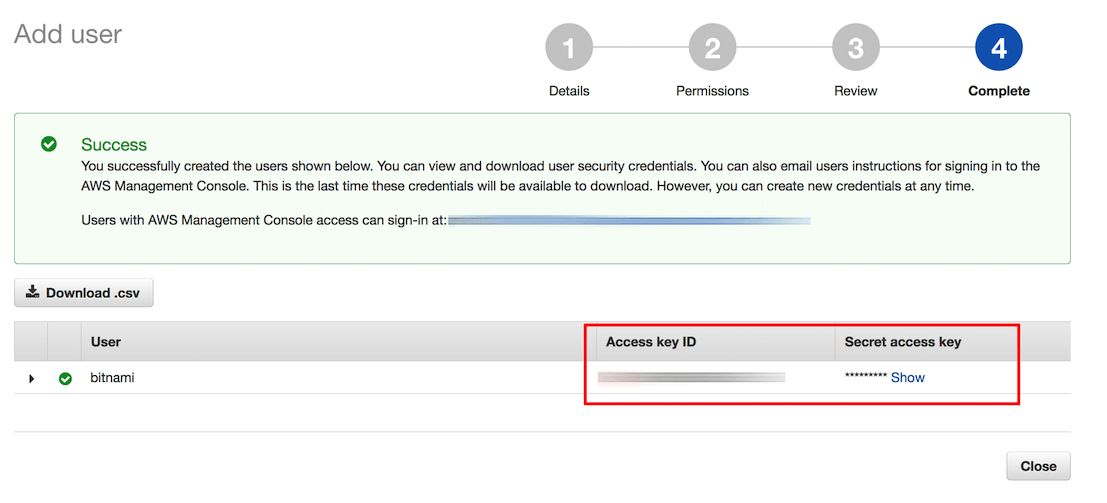 Add user
1
2
3
4
Details
Permissions
Review
Complete
Success
You successfully created the users shown below. You can view and download user security credentials. You can also email users instructions for signing in to the
AWS Management Console. This is the last time these credentials will be available to download. However, you can create new credentials at any time.
Users with AWS Management Console access can sign-in at:
Download .csv
User
Access key ID
Secret access key
bitnami
********* Show
Close